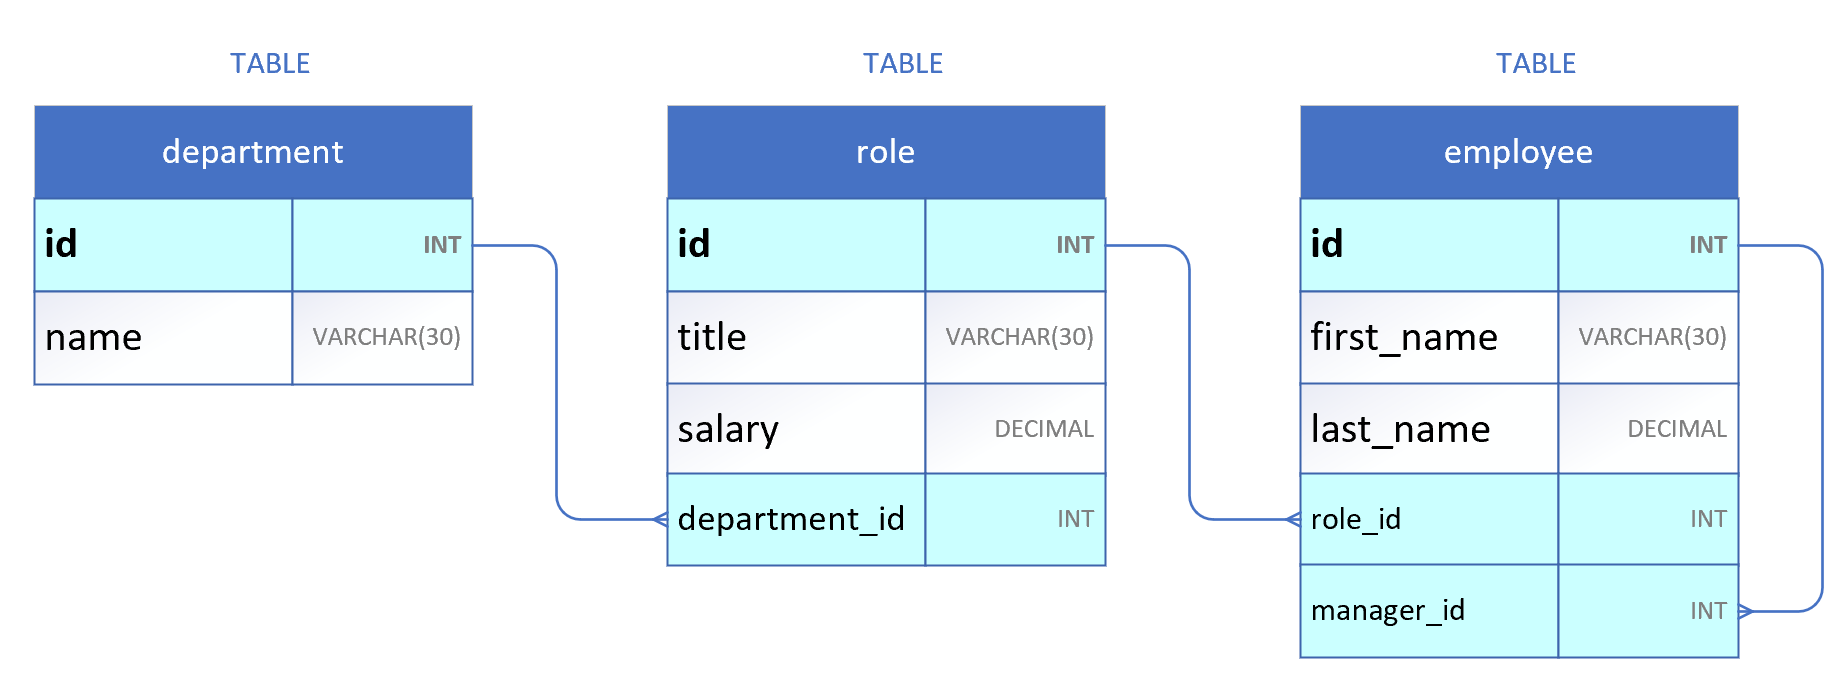 TABLE
department
id INT
name VARCHAR(30)
TABLE
role
id INT
title VARCHAR(30)
salary DECIMAL
department_id INT
TABLE
employee
id INT
first_name VARCHAR(30)
last_name DECIMAL
role_id INT
manager_id INT